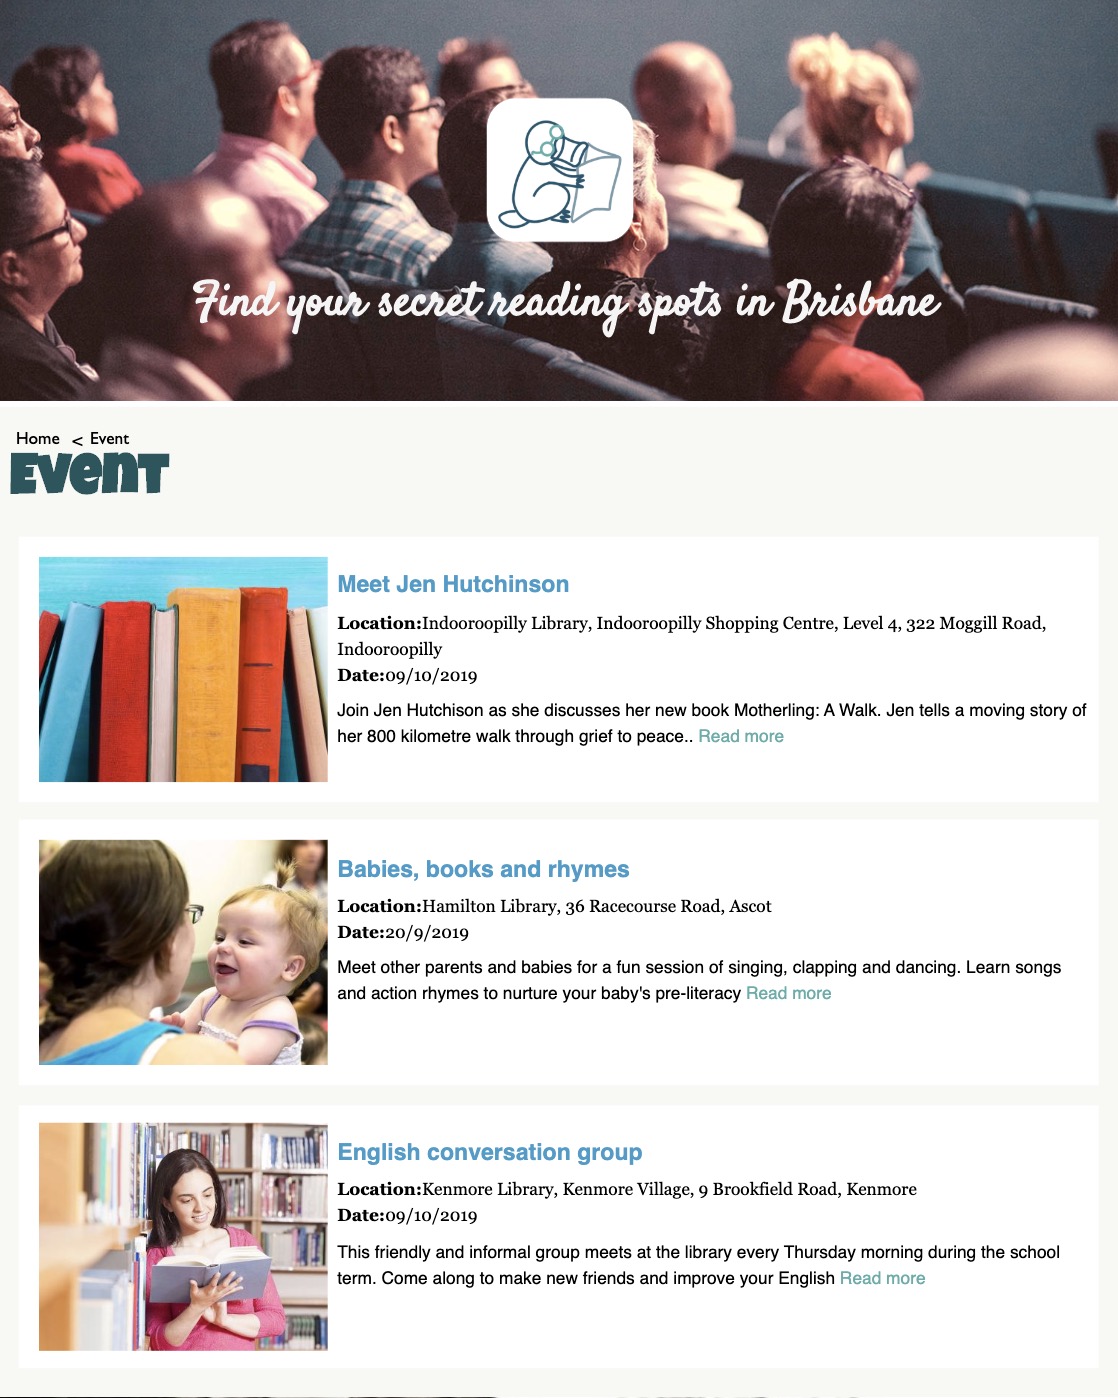 Find your secret reading spots in Brisbane
Home < Event
Event
Meet Jen Hutchinson
Location:Indooroopilly Library, Indooroopilly Shopping Centre, Level 4, 322 Moggill Road,
Indooroopilly
Date:09/10/2019
Join Jen Hutchison as she discusses her new book Motherling: A Walk. Jen tells a moving story of
her 800 kilometre walk through grief to peace.. Read more
Babies, books and rhymes
Location:Hamilton Library, 36 Racecourse Road, Ascot
Date:20/9/2019
Meet other parents and babies for a fun session of singing, clapping and dancing. Learn songs
and action rhymes to nurture your baby's pre-literacy Read more
English conversation group
Location:Kenmore Library, Kenmore Village, 9 Brookfield Road, Kenmore
Date:09/10/2019
This friendly and informal group meets at the library every Thursday morning during the school
term. Come along to make new friends and improve your English Read more